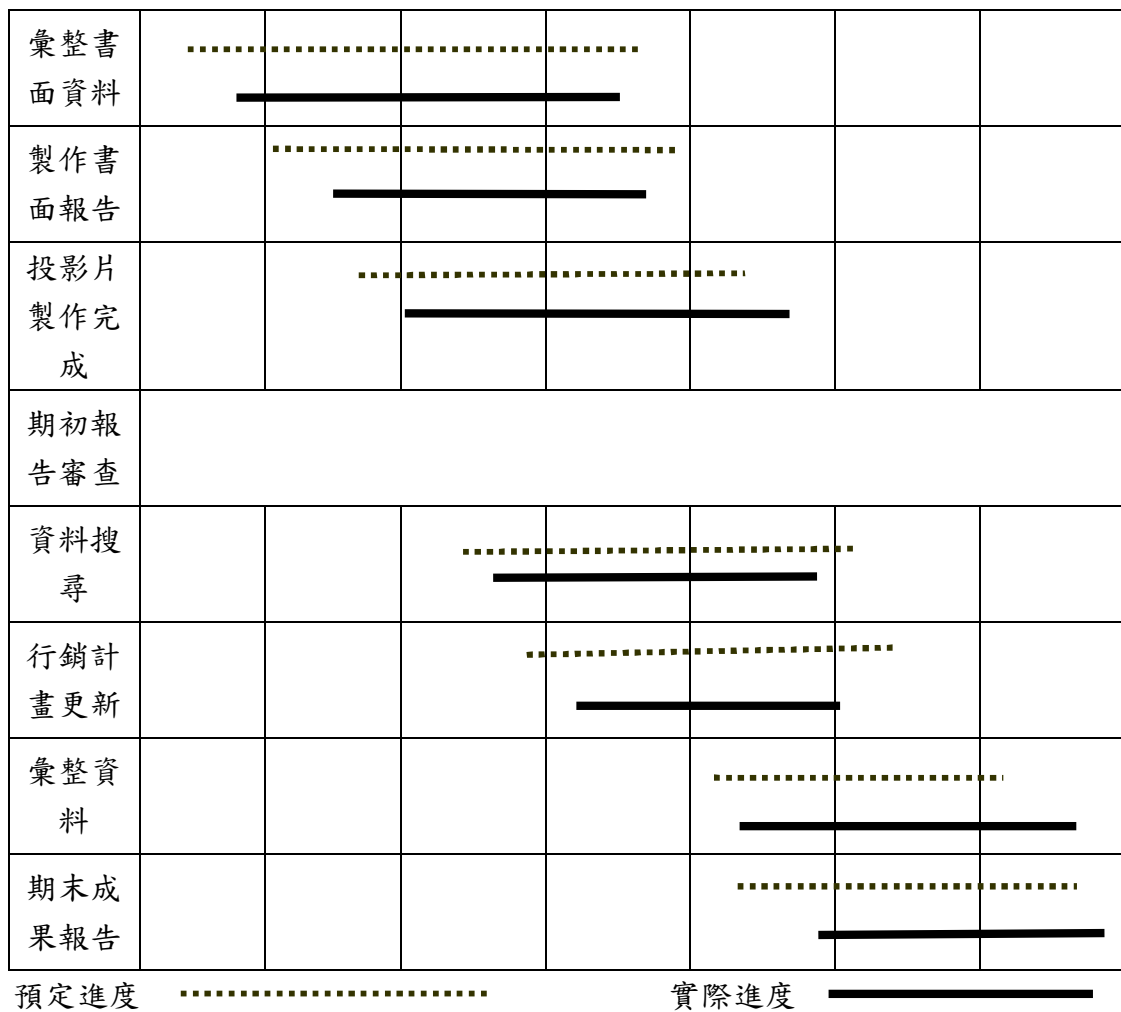 彙整書
面資料
製作書
面報告
投影片
製作完
成
期初報
告審查
資料搜
尋
行銷計
畫更新
彙整資
料
期末成
果報告
預定進度 實際進度